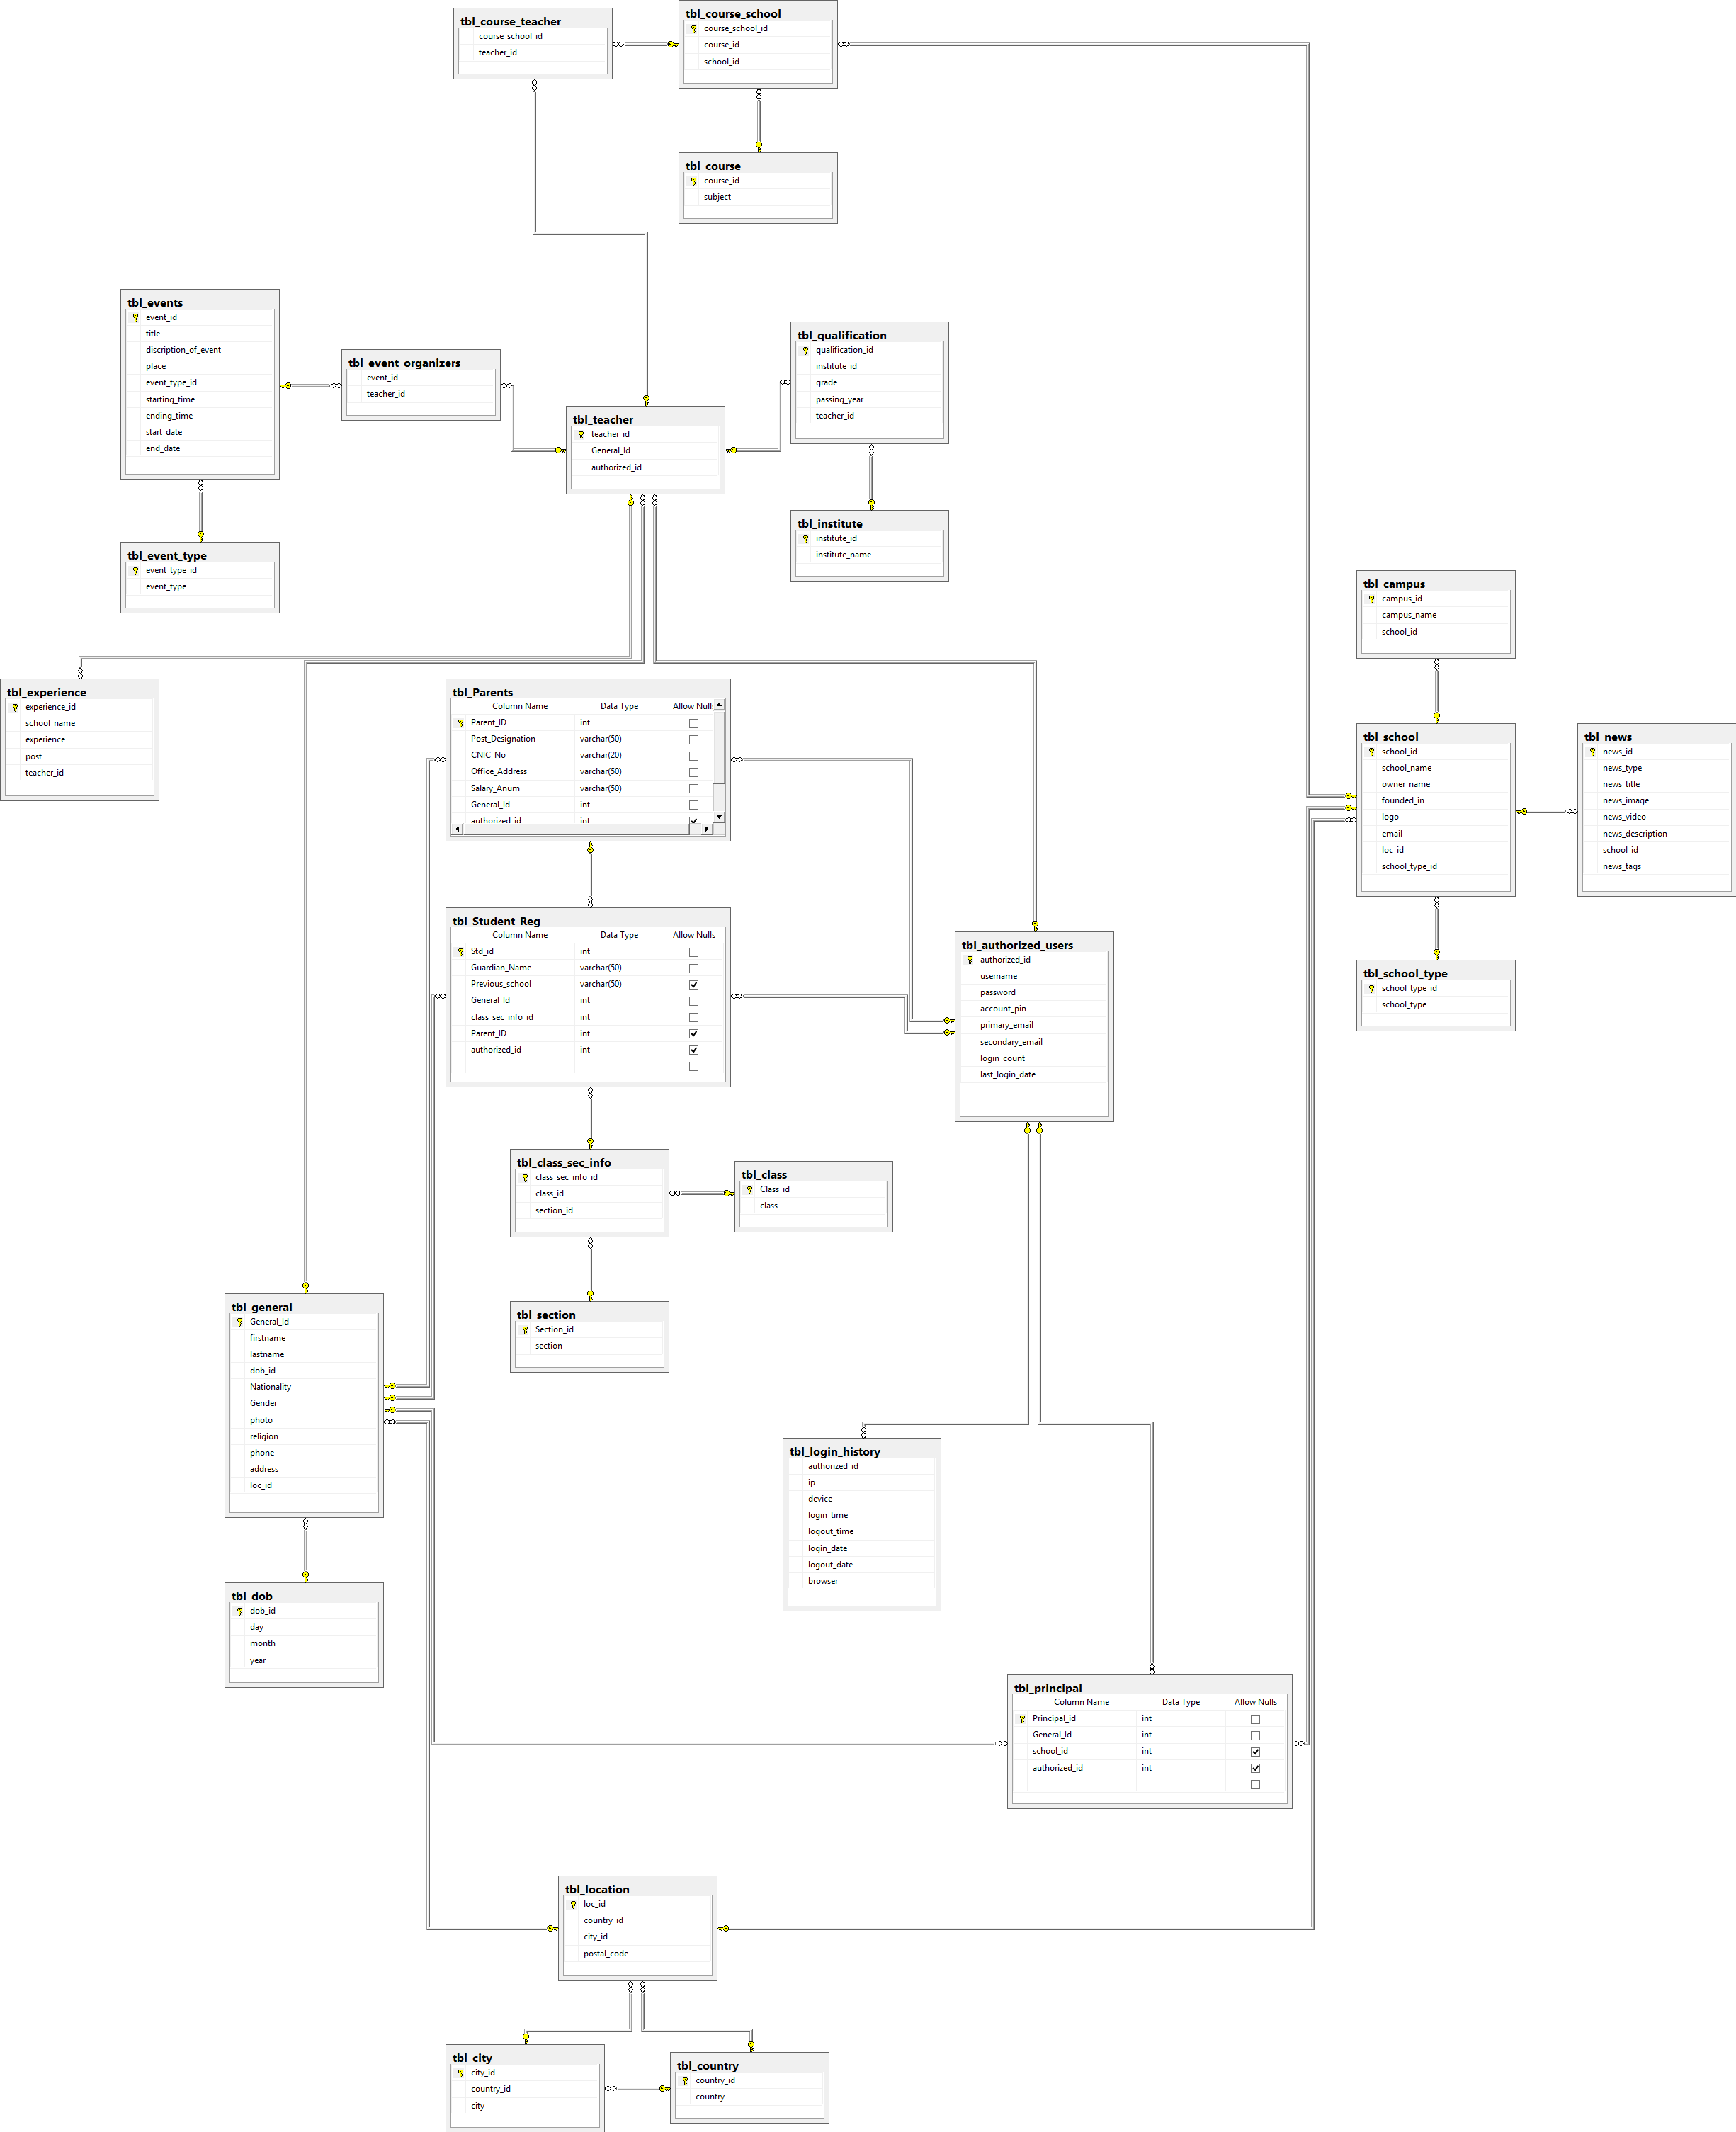 tbl_course_teacher
course_school_id
teacher_id
tbl_course_school
course_school_id
course_id
school_id
tbl_course
course_id
subject
tbl_events
event_id
title
discription_of_event
place
event_type_id
starting_time
ending_time
start_date
end_date
tbl_event_organizers
event_id
teacher_id
tbl_qualification
qualification_id
institute_id
grade
passing_year
teacher_id
tbl_teacher
teacher_id
General_Id
authorized_id
tbl_institute
institute_id
institute_name
tbl_event_type
event_type_id
event_type
tbl_campus
campus_id
campus_name
school_id
tbl_experience
experience_id
school_name
experience
post
teacher_id
tbl_Parents
Column Name Data Type Allow Nulls
Parent_ID int
Post_Designation varchar(50)
CNIC_No varchar(20)
Office_Address varchar(50)
Salary_Anum varchar(50)
General_Id int
authorized_id int
tbl_school
school_id
school_name
owner_name
founded_in
logo
email
loc_id
school_type_id
tbl_news
news_id
news_type
news_title
news_image
news_video
news_description
school_id
news_tags
tbl_Student_Reg
Column Name Data Type Allow Nulls
Std_id int
Guardian_Name varchar(50)
Previous_school varchar(50)
General_Id int
class_sec_info_id int
Parent_ID int
authorized_id int
tbl_authorized_users
authorized_id
username
password
account_pin
primary_email
secondary_email
login_count
last_login_date
tbl_school_type
school_type_id
school_type
tbl_class_sec_info
class_sec_info_id
class_id
section_id
tbl_class
Class_id
class
tbl_section
Section_id
section
tbl_general
General_Id
firstname
lastname
dob_id
Nationality
Gender
photo
religion
phone
address
loc_id
tbl_login_history
authorized_id
ip
device
login_time
logout_time
login_date
logout_date
browser
tbl_dob
dob_id
day
month
year
tbl_principal
Column Name Data Type Allow Nulls
Principal_id int
General_Id int
school_id int
authorized_id int
tbl_location
loc_id
country_id
city_id
postal_code
tbl_city
city_id
country_id
city
tbl_country
country_id
country